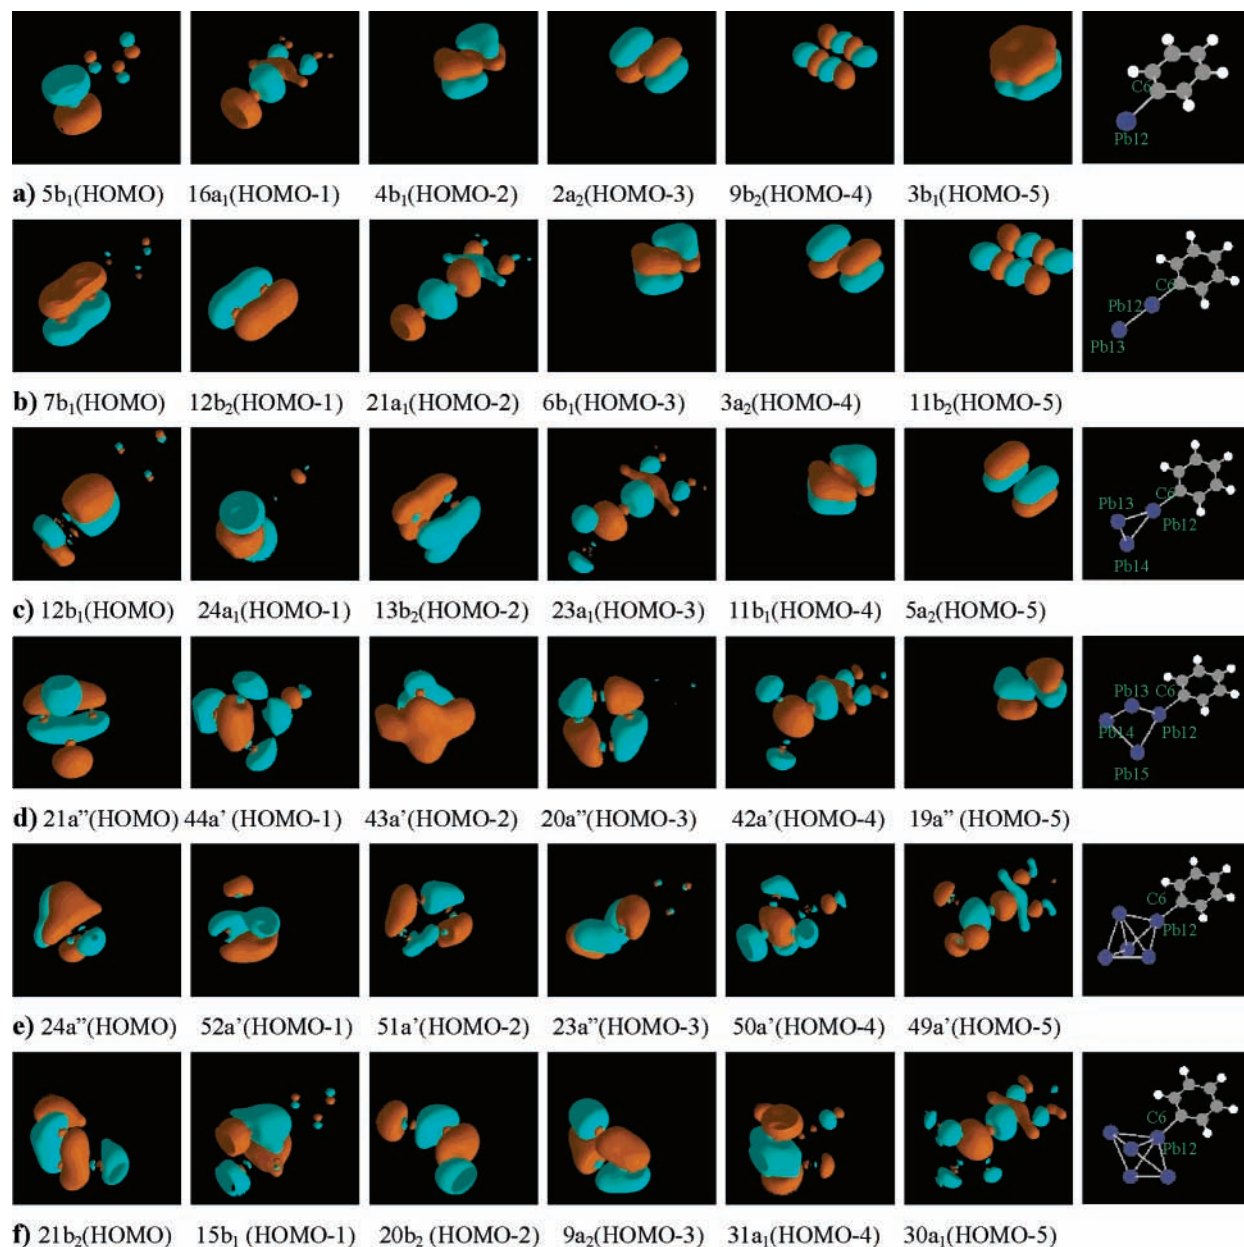 C6
Pb12
a) 5b₁(HOMO) 16a₁(HOMO-1) 4b₁(HOMO-2) 2a₂(HOMO-3) 9b₂(HOMO-4) 3b₁(HOMO-5)
C6
Pb12
Pb13
b) 7b₁(HOMO) 12b₂(HOMO-1) 21a₁(HOMO-2) 6b₁(HOMO-3) 3a₂(HOMO-4) 11b₂(HOMO-5)
C6
Pb13
Pb12
Pb14
c) 12b₁(HOMO) 24a₁(HOMO-1) 13b₂(HOMO-2) 23a₁(HOMO-3) 11b₁(HOMO-4) 5a₂(HOMO-5)
Pb13 C6
Pb14 Pb12
Pb15
d) 21a”(HOMO) 44a’ (HOMO-1) 43a’(HOMO-2) 20a”(HOMO-3) 42a’(HOMO-4) 19a” (HOMO-5)
C6
Pb12
e) 24a”(HOMO) 52a’(HOMO-1) 51a’(HOMO-2) 23a”(HOMO-3) 50a’(HOMO-4) 49a’(HOMO-5)
C6
Pb12
f) 21b₂(HOMO) 15b₁ (HOMO-1) 20b₂ (HOMO-2) 9a₂(HOMO-3) 31a₁(HOMO-4) 30a₁(HOMO-5)